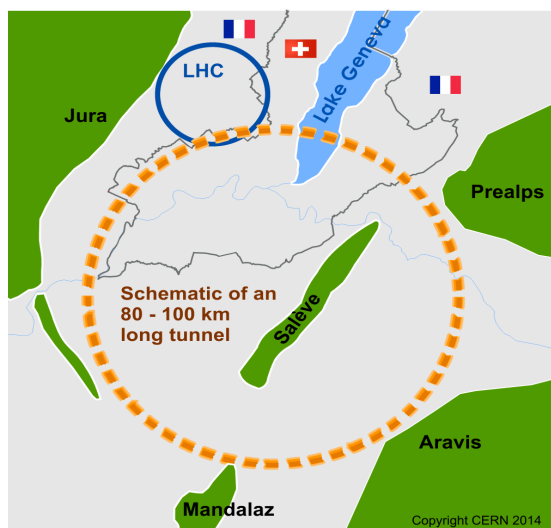 LHC
Lake Geneva
Jura
Prealps
Schematic of an
80 - 100 km
long tunnel
Salève
Aravis
Mandalaz
Copyright CERN 2014